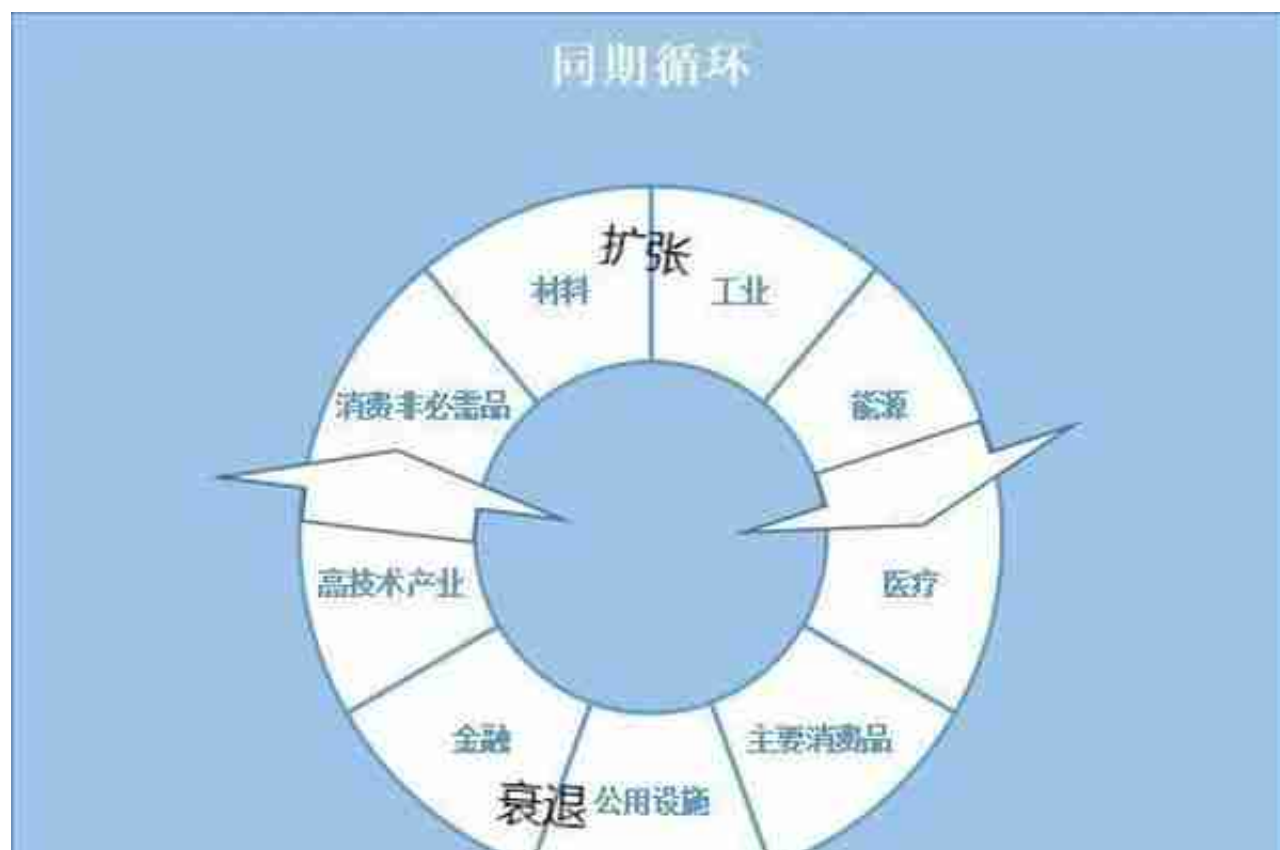 同期循环
扩张
材料
工业
消费非必需品
能源
高技术产业
医疗
金融
主要消费品
衰退
公用设施